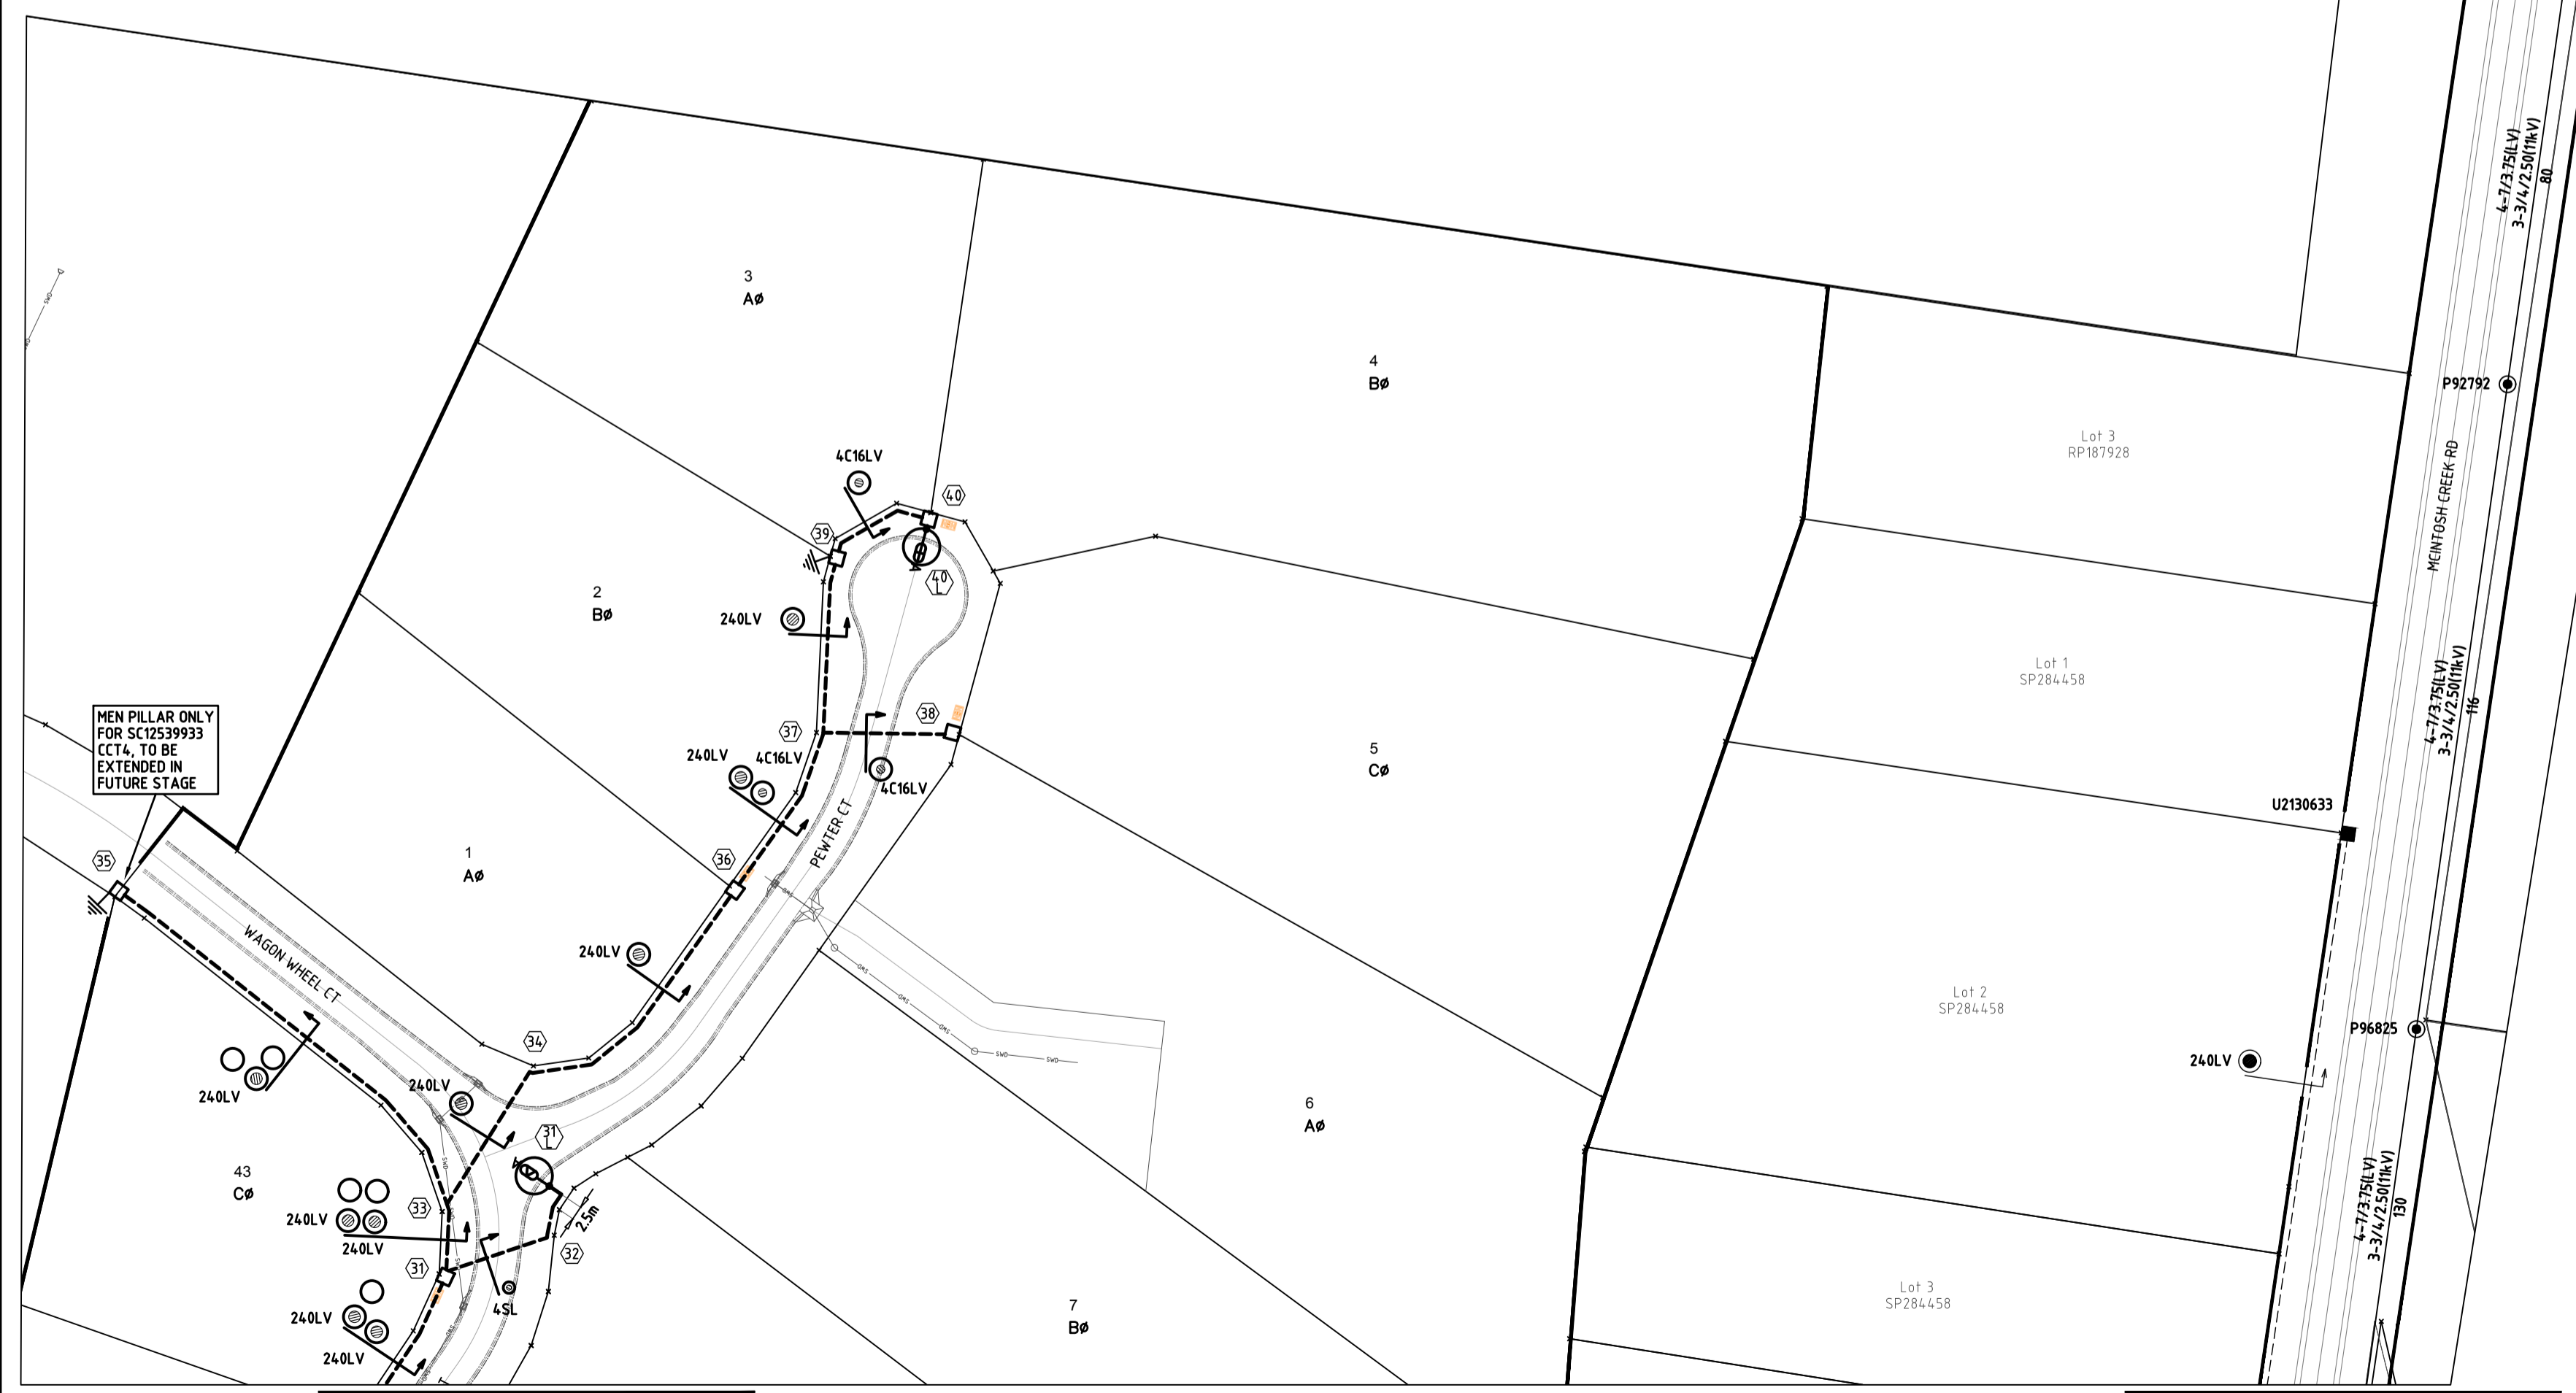 4-7/3.75(LV)
3-3/4/2.50(11kV)
80
3
AØ
4
BØ
P92792
Lot 3
RP187928
MCINTOSH CREEK RD
4C16LV
40
39
40
L
2
BØ
240LV
Lot 1
SP284458
4-7/3.75(LV)
3-3/4/2.50(11kV)
116
MEN PILLAR ONLY
FOR SC12539933
CCT4, TO BE
EXTENDED IN
FUTURE STAGE
37
38
240LV
4C16LV
4C16LV
5
CØ
U2130633
PEWTER CT
35
36
1
AØ
WAGON WHEEL CT
240LV
Lot 2
SP284458
P96825
240LV
34
240LV
240LV
31
L
6
AØ
43
CØ
33
240LV
240LV
2.5m
32
31
4SL
240LV
240LV
7
BØ
Lot 3
SP284458
4-7/3.75(LV)
3-3/4/2.50(11kV)
130
SWD
SWD
SWD
SWD